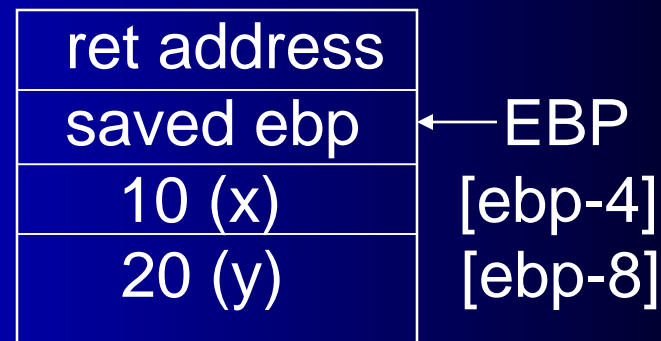 ret address
saved ebp EBP
10 (x) [ebp-4]
20 (y) [ebp-8]